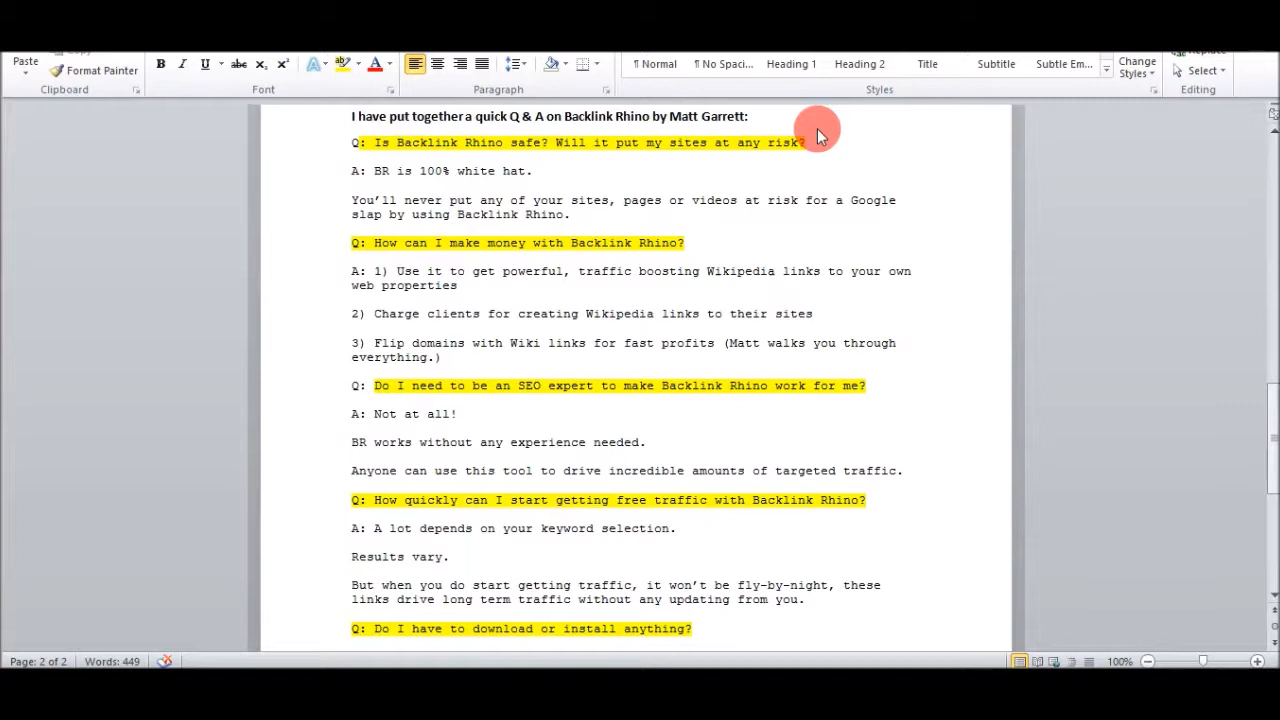 Paste
Format Painter
B I U abc x₂ x² A ab A
¶ Normal
¶ No Spaci...
Heading 1
Heading 2
Title
Subtitle
Subtle Em...
Change
Styles
Replace
Select
Clipboard
Font
Paragraph
Styles
Editing
I have put together a quick Q & A on Backlink Rhino by Matt Garrett:
Q: Is Backlink Rhino safe? Will it put my sites at any risk?
A: BR is 100% white hat.
You’ll never put any of your sites, pages or videos at risk for a Google
slap by using Backlink Rhino.
Q: How can I make money with Backlink Rhino?
A: 1) Use it to get powerful, traffic boosting Wikipedia links to your own
web properties
2) Charge clients for creating Wikipedia links to their sites
3) Flip domains with Wiki links for fast profits (Matt walks you through
everything.)
Q: Do I need to be an SEO expert to make Backlink Rhino work for me?
A: Not at all!
BR works without any experience needed.
Anyone can use this tool to drive incredible amounts of targeted traffic.
Q: How quickly can I start getting free traffic with Backlink Rhino?
A: A lot depends on your keyword selection.
Results vary.
But when you do start getting traffic, it won’t be fly-by-night, these
links drive long term traffic without any updating from you.
Q: Do I have to download or install anything?
Page: 2 of 2
Words: 449
100%